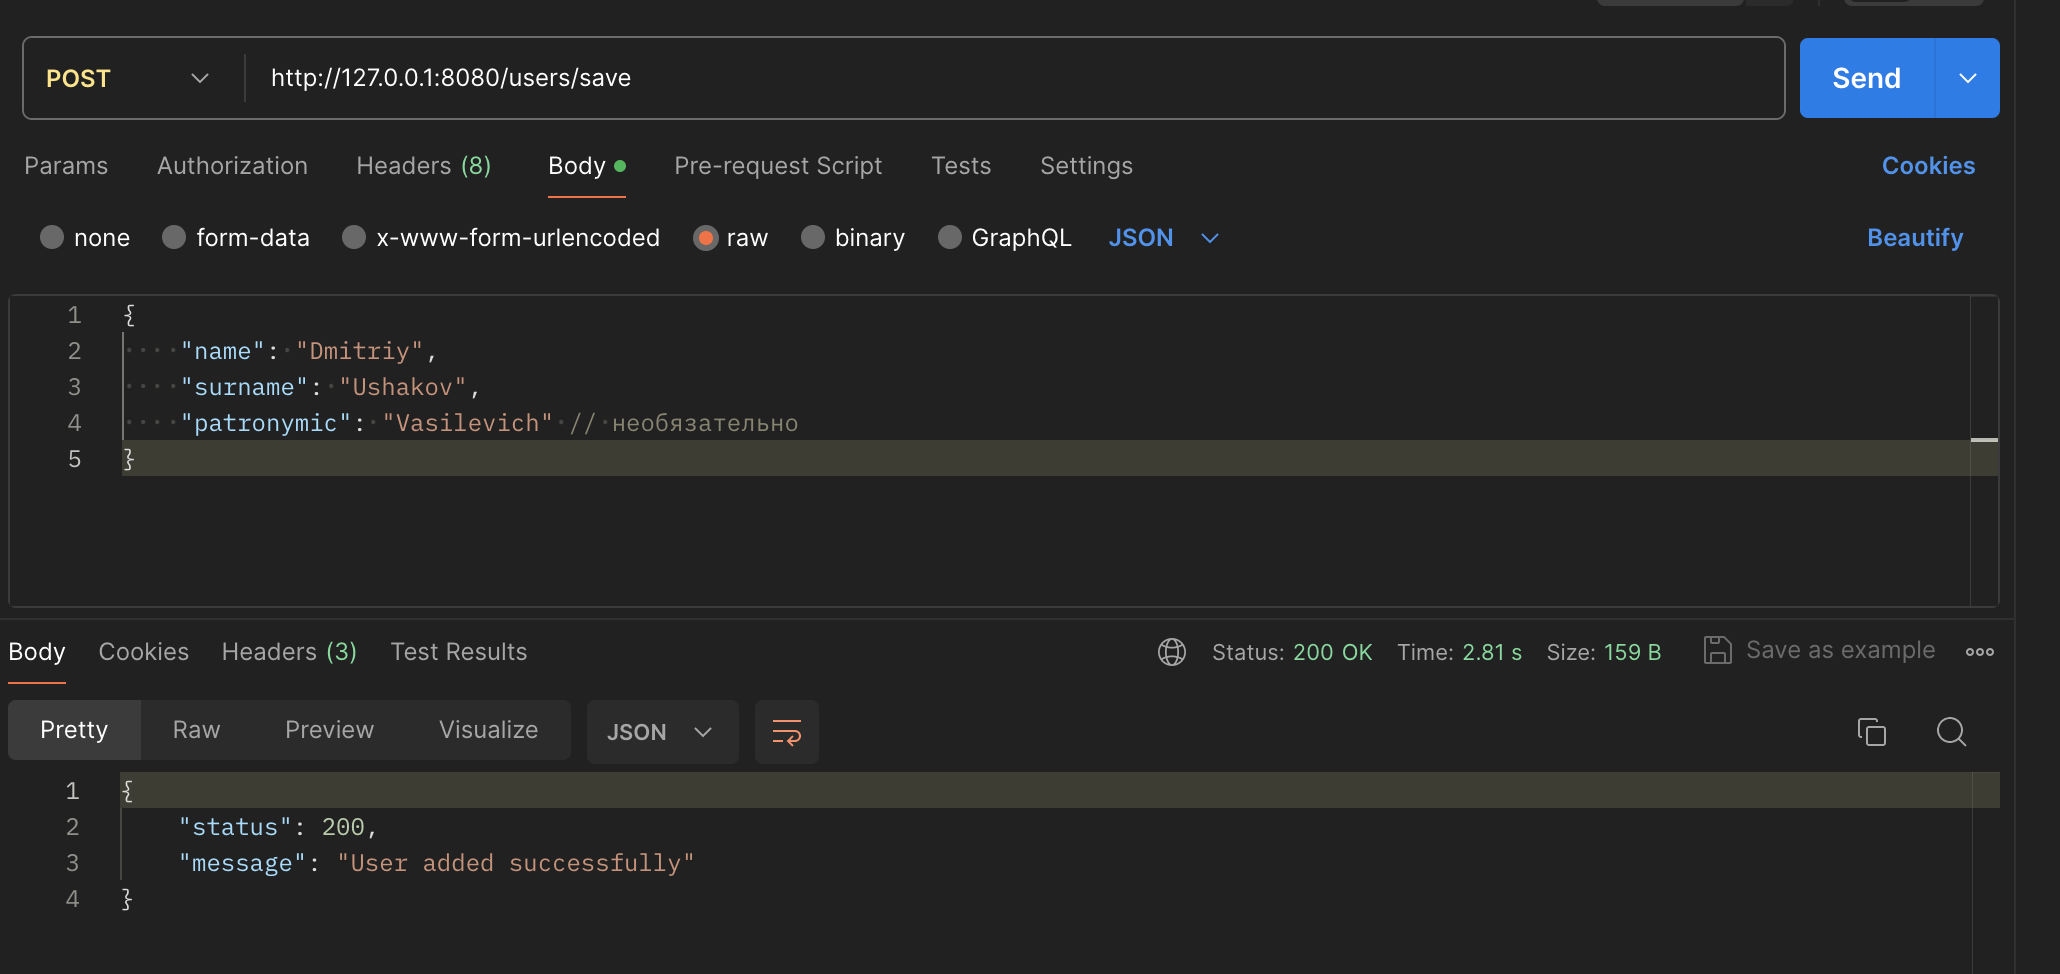 POST http://127.0.0.1:8080/users/save Send
Params Authorization Headers (8) Body Pre-request Script Tests Settings Cookies
none form-data x-www-form-urlencoded raw binary GraphQL JSON Beautify
1 {
2 "name": "Dmitriy",
3 "surname": "Ushakov",
4 "patronymic": "Vasilevich" // необязательно
5 }
Body Cookies Headers (3) Test Results Status: 200 OK Time: 2.81 s Size: 159 B Save as example
Pretty Raw Preview Visualize JSON
1 {
2 "status": 200,
3 "message": "User added successfully"
4 }